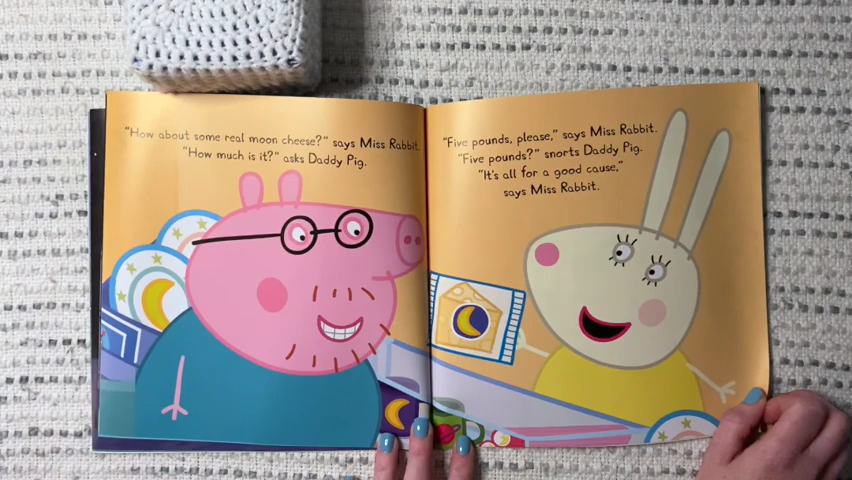 "How about some real moon cheese?" says Miss Rabbit.
"How much is it?" asks Daddy Pig.
"Five pounds, please," says Miss Rabbit.
"Five pounds?" snorts Daddy Pig.
"It's all for a good cause,"
says Miss Rabbit.